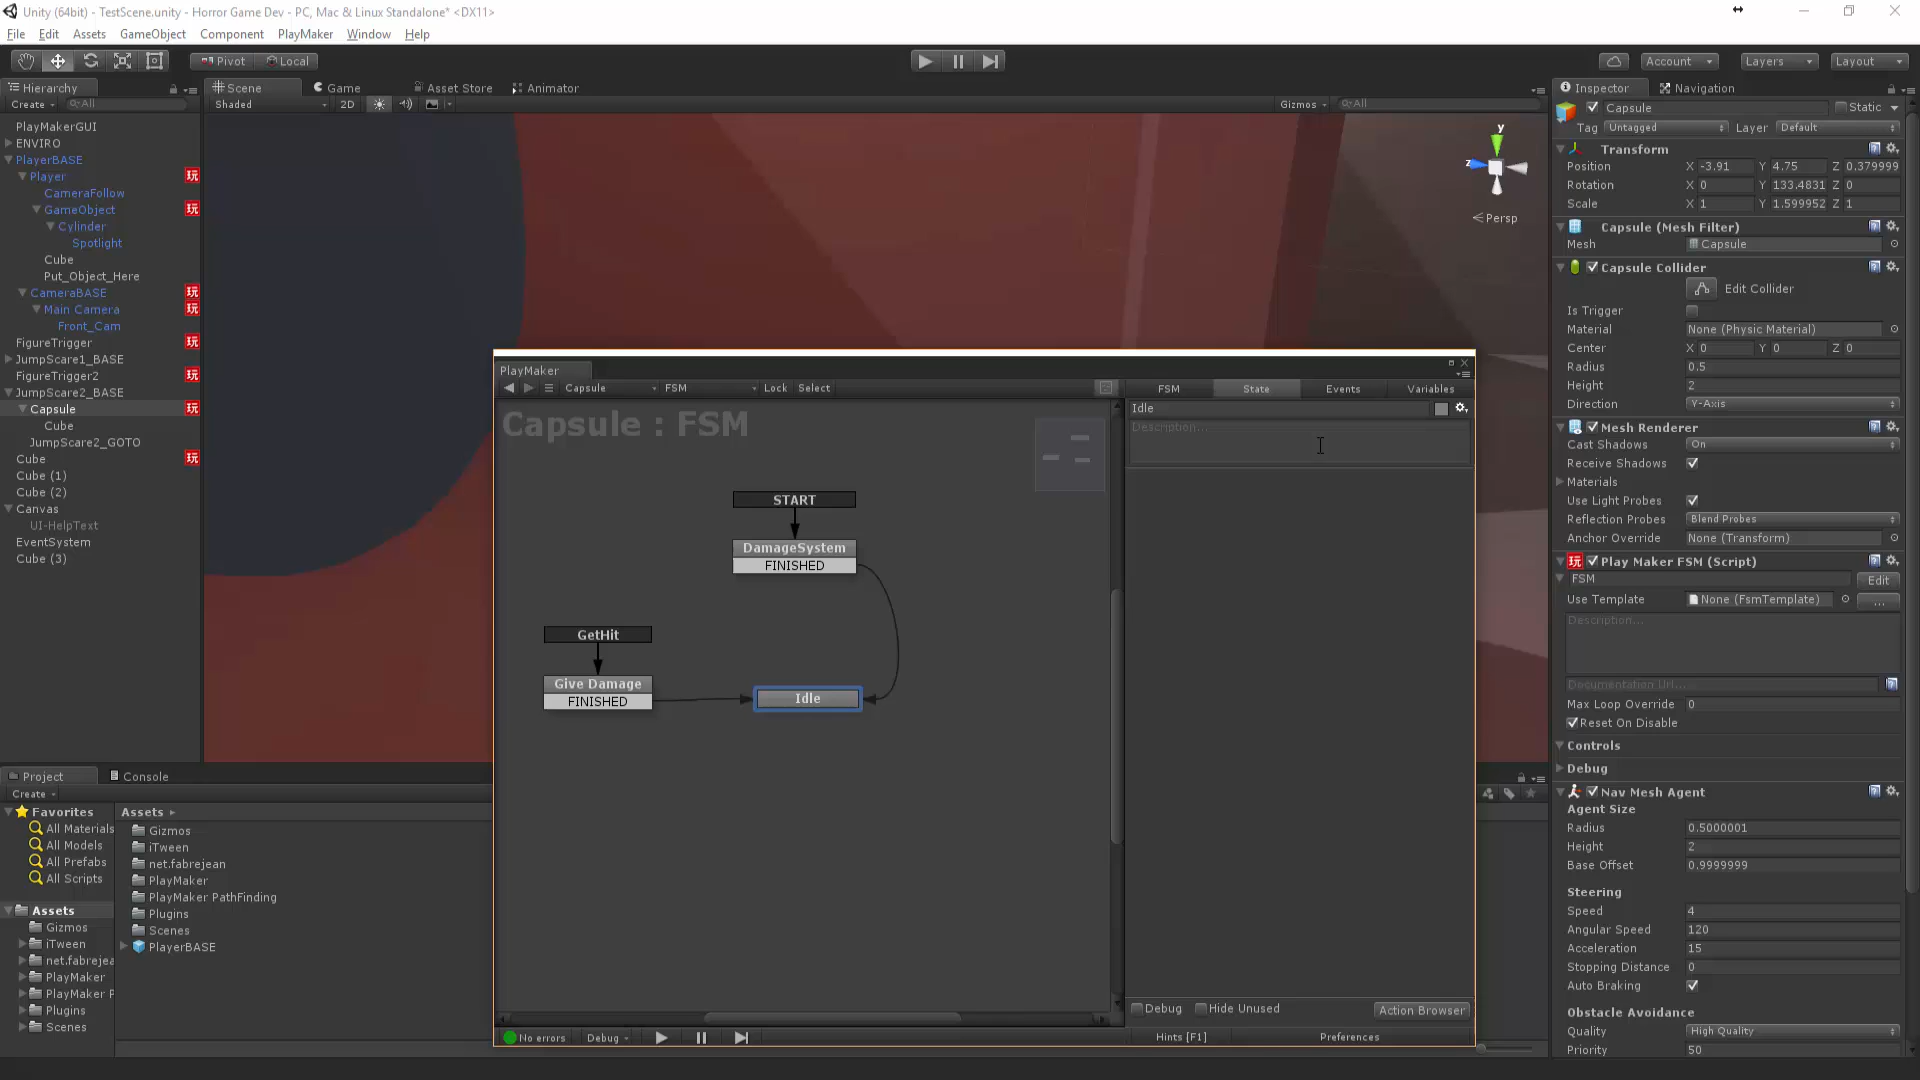 Unity (64bit) - TestScene.unity - Horror Game Dev - PC, Mac & Linux Standalone* <DX11>
File Edit Assets GameObject Component PlayMaker Window Help
Pivot Local Account Layers Layout
Hierarchy Scene Game Asset Store Animator Inspector Navigation
Create All Shaded 2D Gizmos All
Capsule Static
Tag Untagged Layer Default
PlayMakerGUI
ENVIRO
PlayerBASE
Player
CameraFollow
GameObject
Cylinder
Spotlight
Cube
Put_Object_Here
CameraBASE
Main Camera
Front_Cam
FigureTrigger
JumpScare1_BASE
FigureTrigger2
JumpScare2_BASE
Capsule
Cube
JumpScare2_GOTO
Cube
Cube (1)
Cube (2)
Canvas
UI-HelpText
EventSystem
Cube (3)
y
z
Persp
Transform
Position X -3.91 Y 4.75 Z 0.379999
Rotation X 0 Y 133.4831 Z 0
Scale X 1 Y 1.599952 Z 1
Capsule (Mesh Filter)
Mesh Capsule
Capsule Collider
Edit Collider
Is Trigger
Material None (Physic Material)
Center X 0 Y 0 Z 0
Radius 0.5
Height 2
Direction Y-Axis
Mesh Renderer
Cast Shadows On
Receive Shadows
Materials
Use Light Probes
Reflection Probes Blend Probes
Anchor Override None (Transform)
玩 Play Maker FSM (Script)
FSM Edit
Use Template None (FsmTemplate) ...
Description...
Documentation Url...
Max Loop Override 0
Reset On Disable
Controls
Debug
Nav Mesh Agent
Agent Size
Radius 0.5000001
Height 2
Base Offset 0.9999999
Steering
Speed 4
Angular Speed 120
Acceleration 15
Stopping Distance 0
Auto Braking
Obstacle Avoidance
Quality High Quality
Priority 50
PlayMaker
Capsule FSM Lock Select
FSM State Events Variables
Capsule : FSM
Idle
Description...
START
DamageSystem
FINISHED
GetHit
Give Damage
FINISHED
Idle
Debug Hide Unused Action Browser
No errors Debug Hints [F1] Preferences
Project Console
Create
Favorites
All Materials
All Models
All Prefabs
All Scripts
Assets
Gizmos
iTween
net.fabrejea
PlayMaker
PlayMaker P
Plugins
Scenes
Assets
Gizmos
iTween
net.fabrejean
PlayMaker
PlayMaker PathFinding
Plugins
Scenes
PlayerBASE